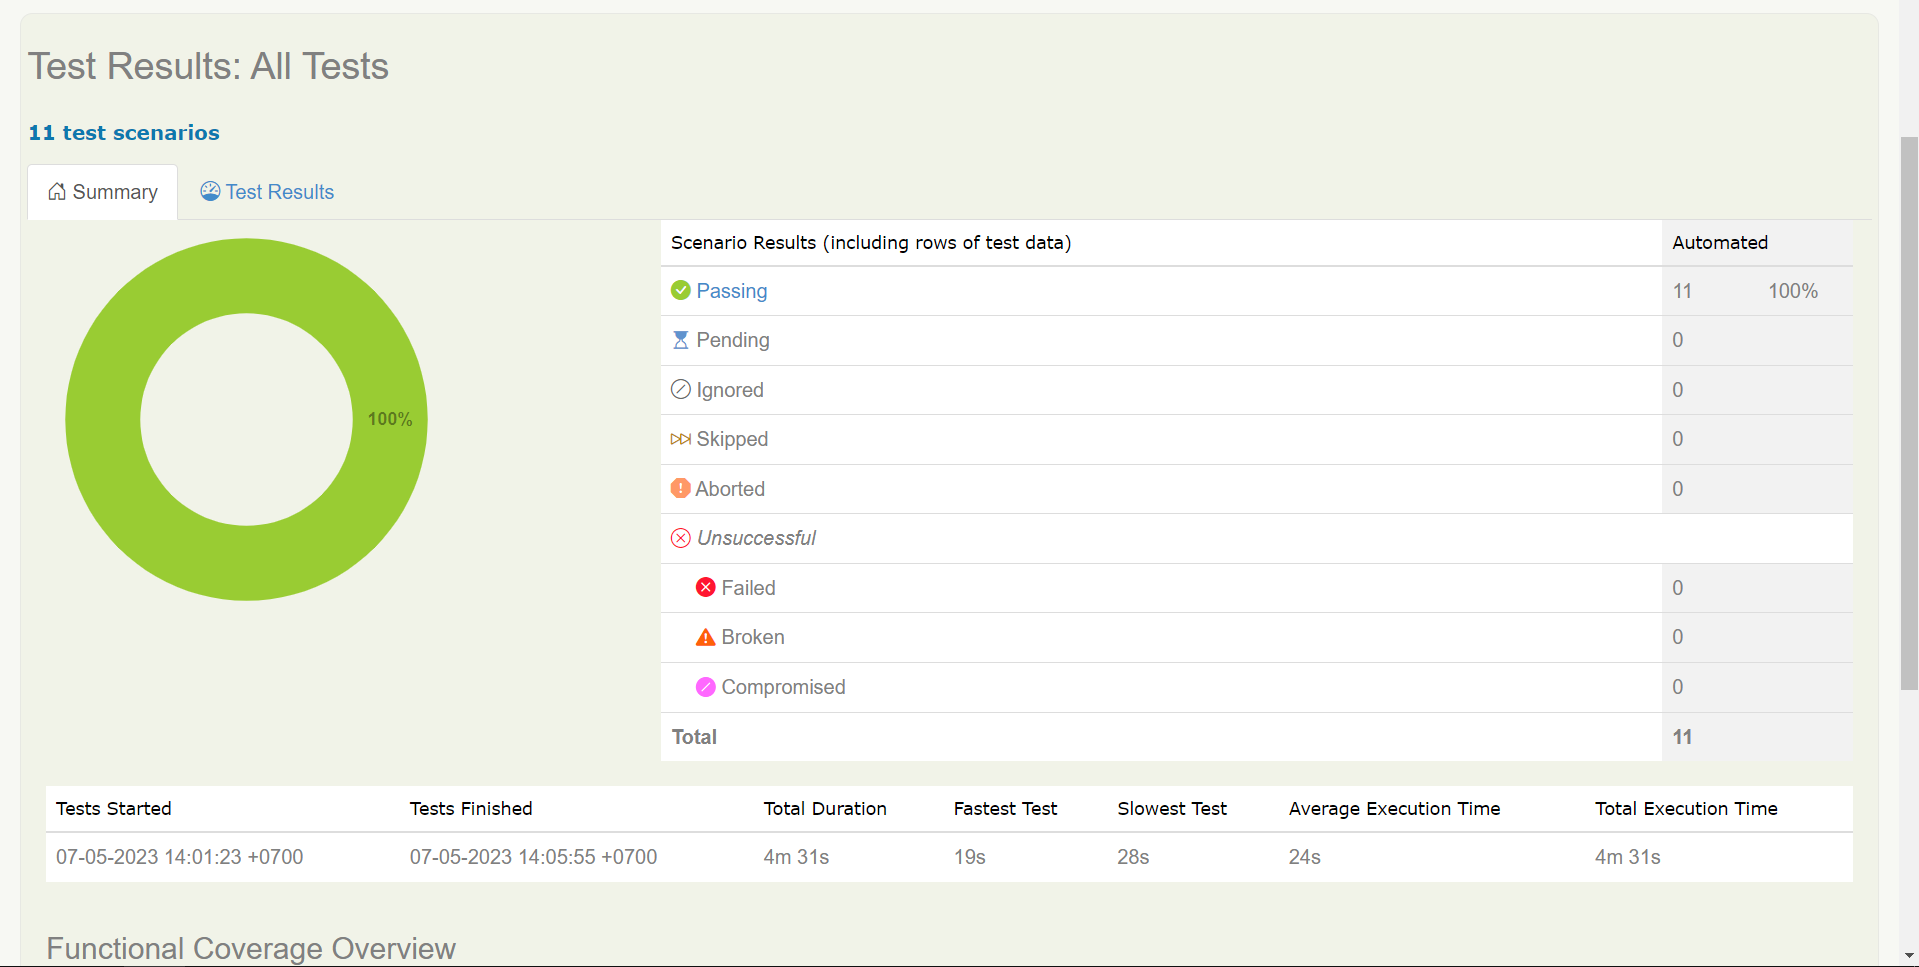 Test Results: All Tests
11 test scenarios
Summary Test Results
100%
Scenario Results (including rows of test data) Automated
Passing 11 100%
Pending 0
Ignored 0
Skipped 0
Aborted 0
Unsuccessful
Failed 0
Broken 0
Compromised 0
Total 11
Tests Started Tests Finished Total Duration Fastest Test Slowest Test Average Execution Time Total Execution Time
07-05-2023 14:01:23 +0700 07-05-2023 14:05:55 +0700 4m 31s 19s 28s 24s 4m 31s
Functional Coverage Overview